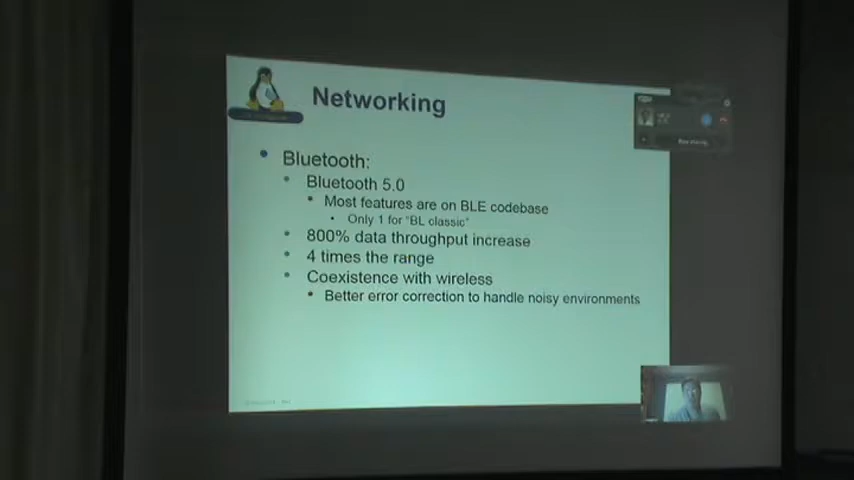 Networking
Bluetooth:
Bluetooth 5.0
Most features are on BLE codebase
Only 1 for "BL classic"
800% data throughput increase
4 times the range
Coexistence with wireless
Better error correction to handle noisy environments